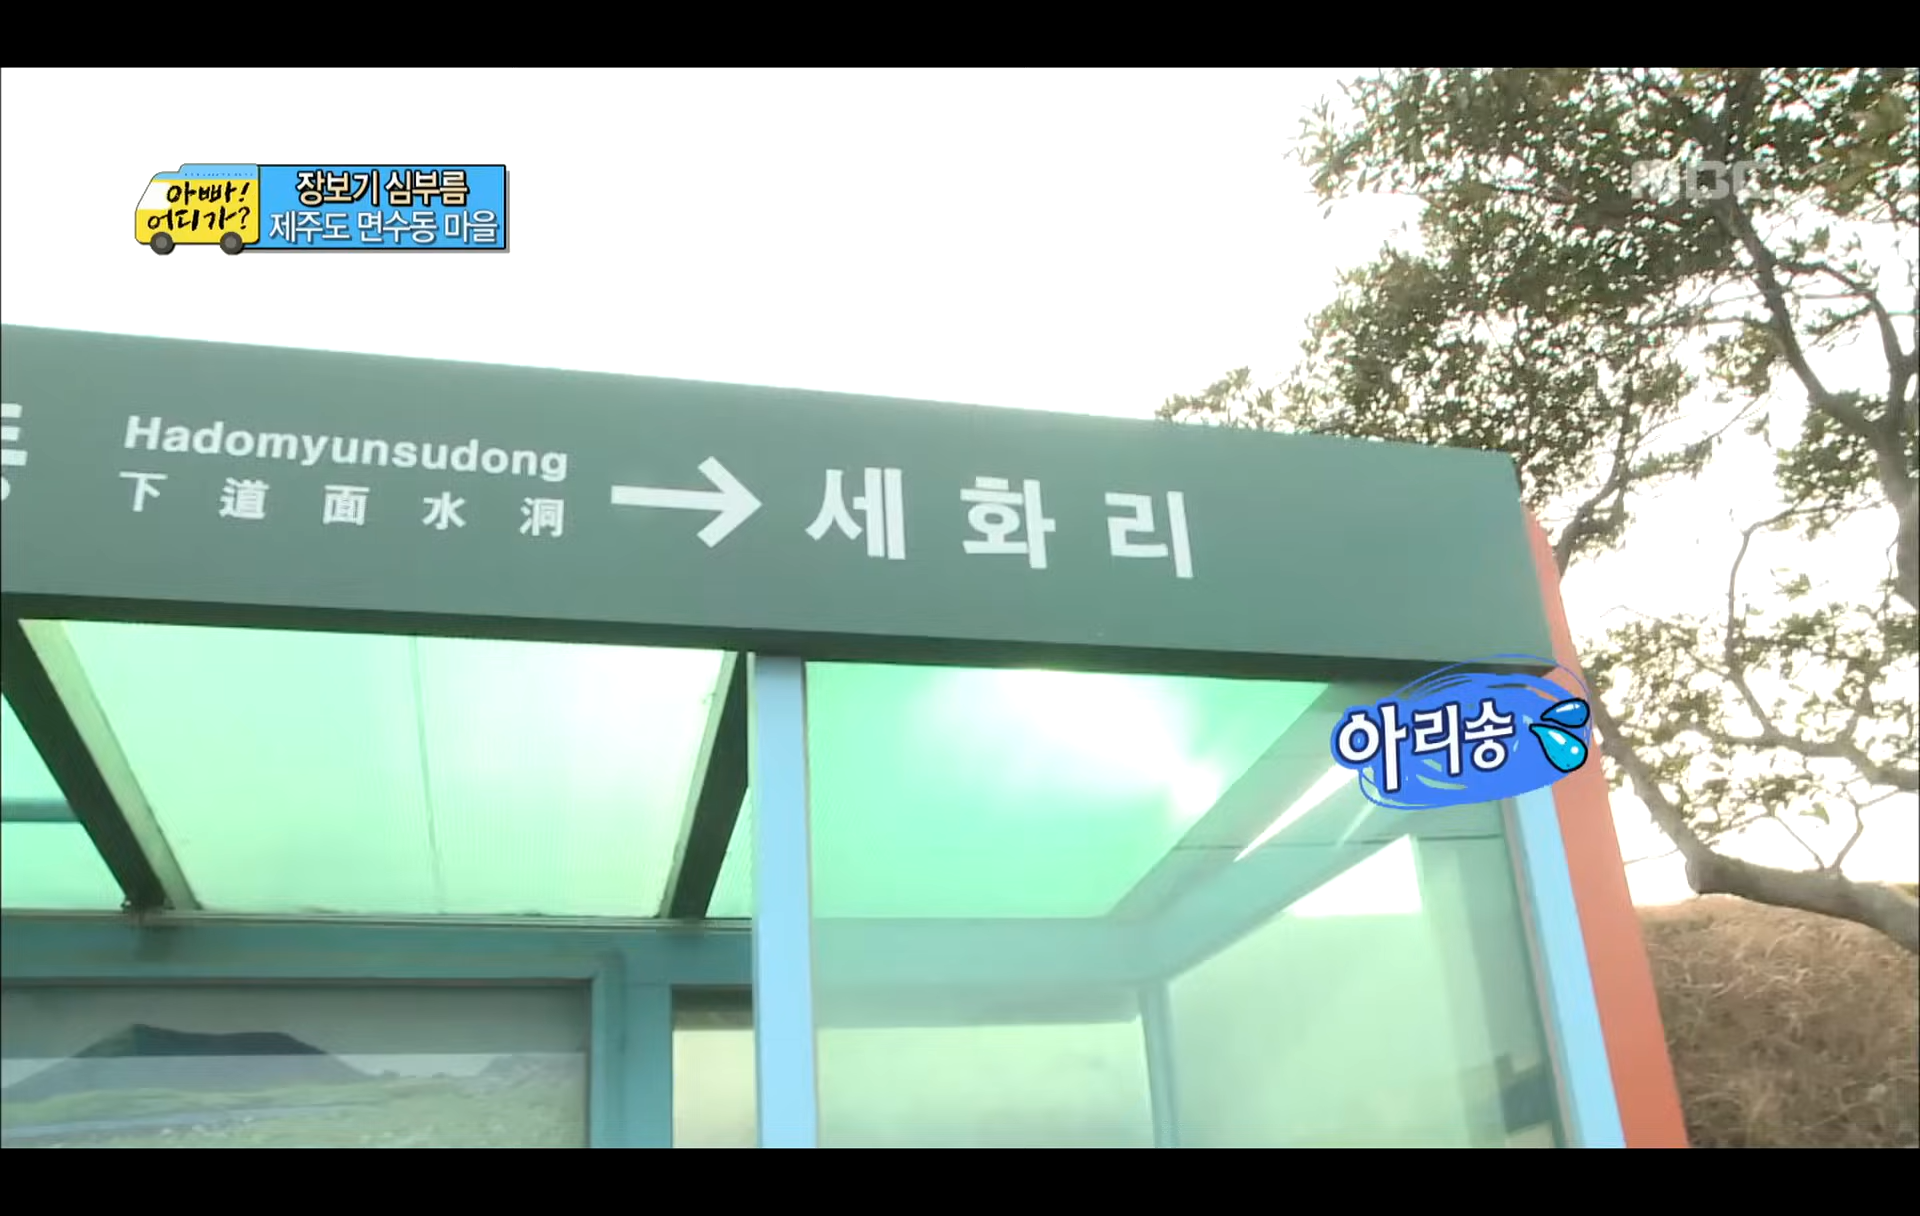 아빠!
어디가?
장보기 심부름
제주도 면수동 마을
MBC
Hadomyunsudong
下道面水洞
→ 세화리
아리송